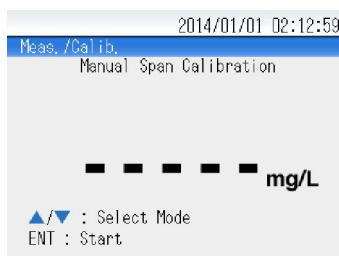 2014/01/01 02:12:59
Meas./Calib.
Manual Span Calibration
- - - - - mg/L
▲/▼ : Select Mode
ENT : Start